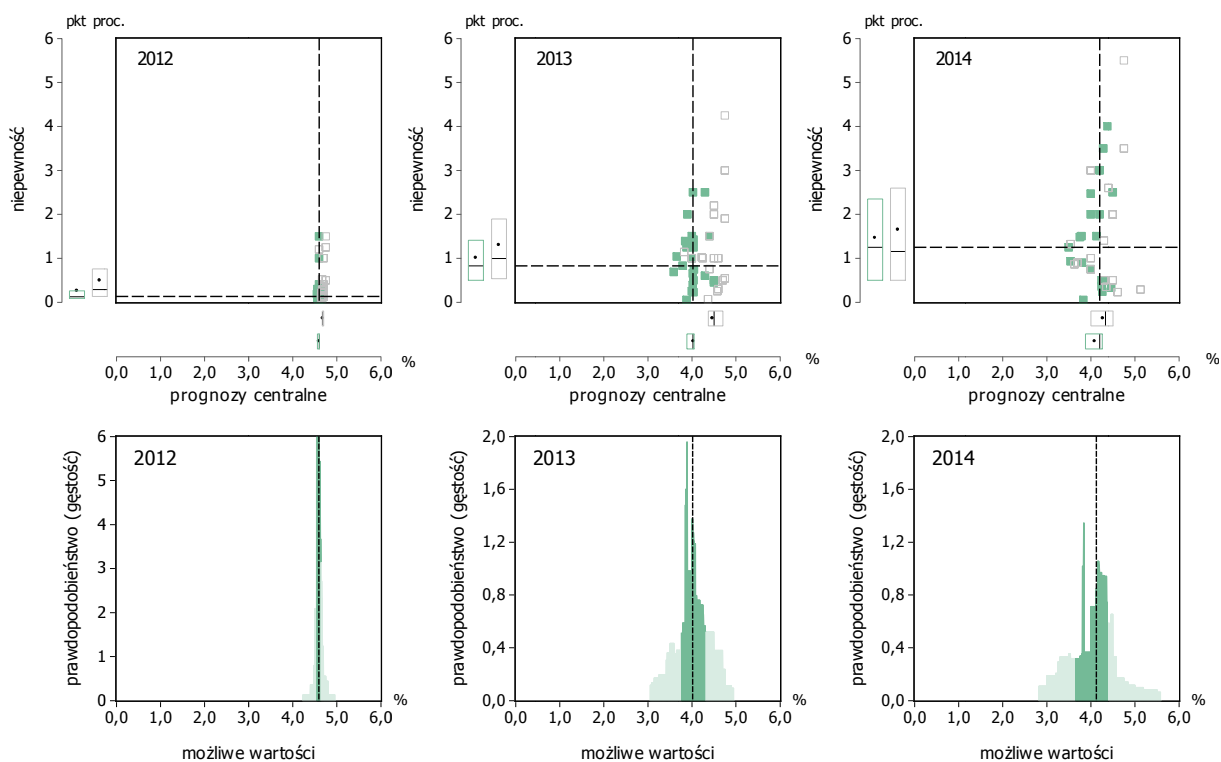 pkt proc.
pkt proc.
pkt proc.
6
5
4
3
2
1
0
niepewność
2012
6
5
4
3
2
1
0
niepewność
2013
6
5
4
3
2
1
0
niepewność
2014
%
%
%
0,0 1,0 2,0 3,0 4,0 5,0 6,0
0,0 1,0 2,0 3,0 4,0 5,0 6,0
0,0 1,0 2,0 3,0 4,0 5,0 6,0
prognozy centralne
prognozy centralne
prognozy centralne
6
5
4
3
2
1
0
prawdopodobieństwo (gęstość)
2012
2,0
1,6
1,2
0,8
0,4
0,0
prawdopodobieństwo (gęstość)
2013
2,0
1,6
1,2
0,8
0,4
0,0
prawdopodobieństwo (gęstość)
2014
%
%
%
0,0 1,0 2,0 3,0 4,0 5,0 6,0
0,0 1,0 2,0 3,0 4,0 5,0 6,0
0,0 1,0 2,0 3,0 4,0 5,0 6,0
możliwe wartości
możliwe wartości
możliwe wartości